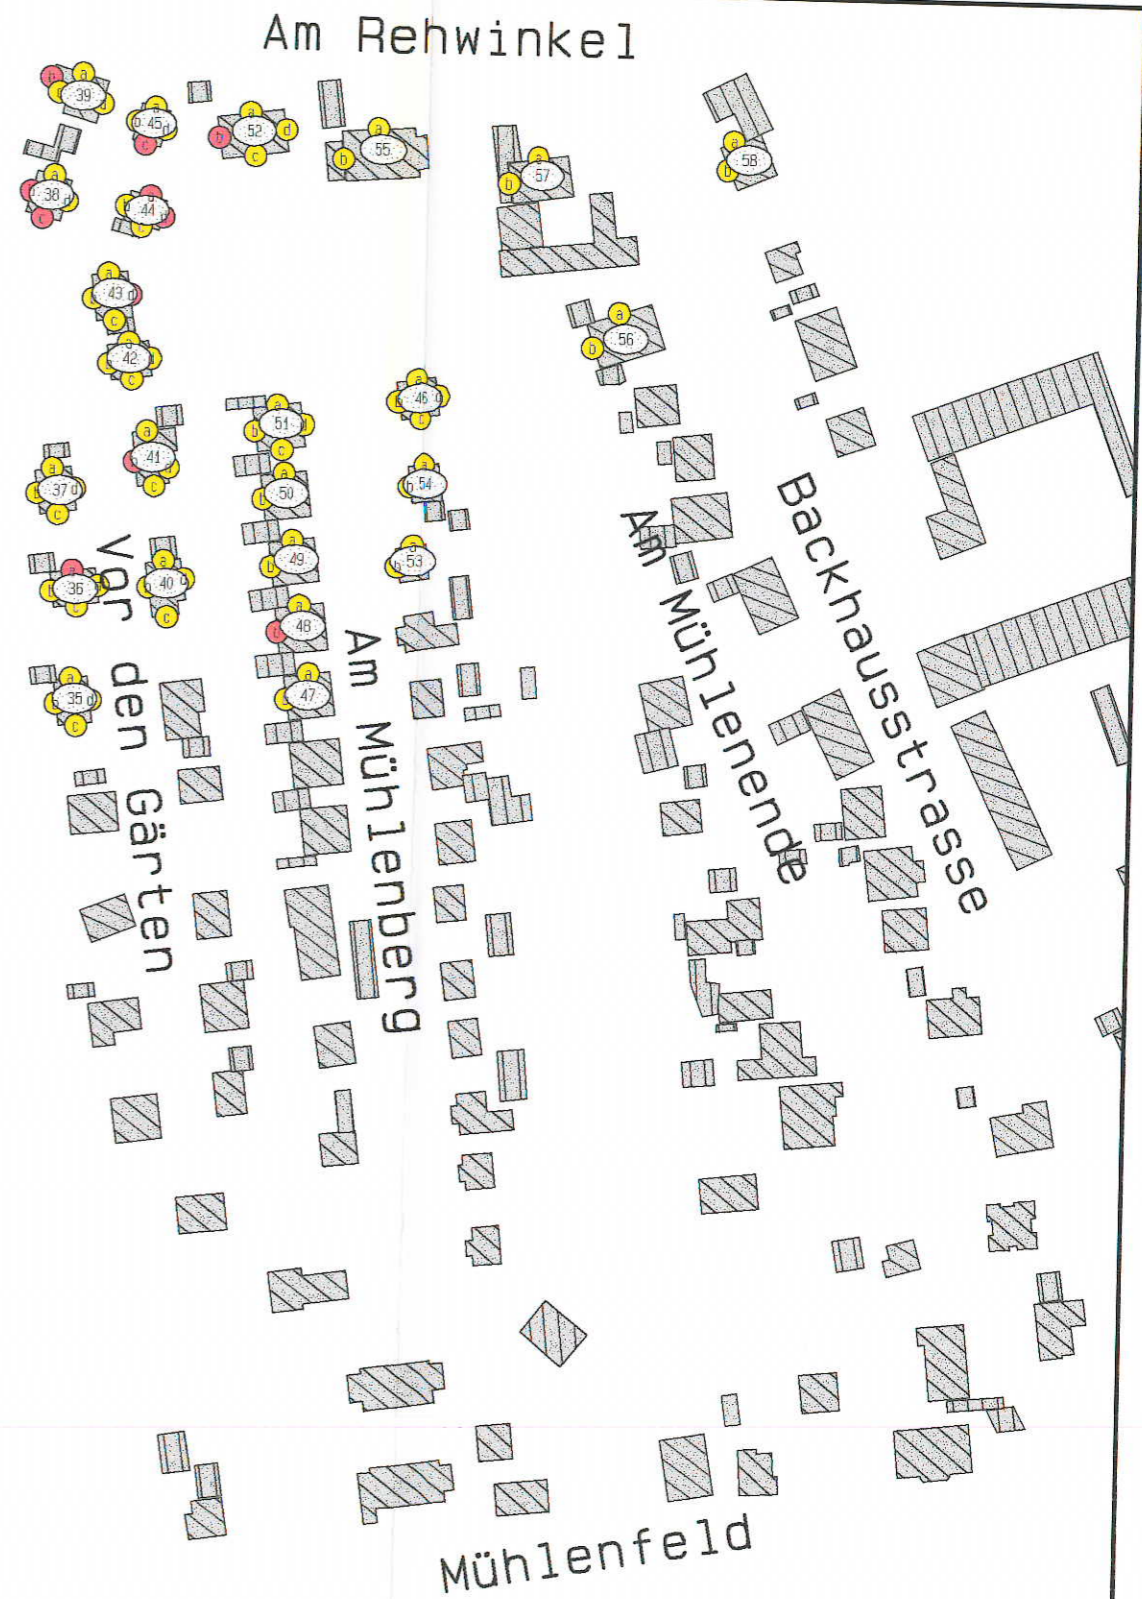 Am Rehwinkel
39 a b c d
45 a b c d
52 a b c d
55 a b
57 a b
58 a b
38 a c d
44 a b c d
43 a b c d
56 a b
42 a b c d
46 a b c d
51 a b c d
41 a b c d
54 a b
37 a b c d
50 a b
49 a b
53 a b
36 a b c d
40 a b c d
48 a b
47 a b
35 a b c d
Vor den Gärten
Am Mühlenberg
Am Mühlenende
Backhausstrasse
Mühlenfeld